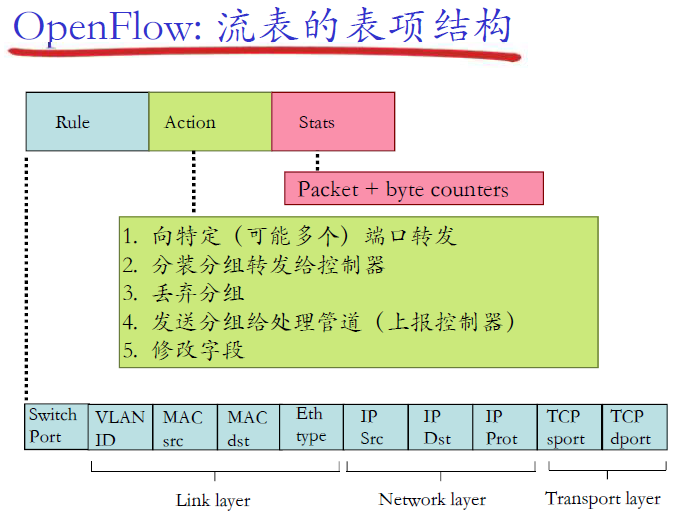 OpenFlow: 流表的表项结构
Rule
Action
Stats
Packet + byte counters
1. 向特定（可能多个）端口转发
2. 分装分组转发给控制器
3. 丢弃分组
4. 发送分组给处理管道（上报控制器）
5. 修改字段
Switch Port
VLAN ID
MAC src
MAC dst
Eth type
IP Src
IP Dst
IP Prot
TCP sport
TCP dport
Link layer
Network layer
Transport layer